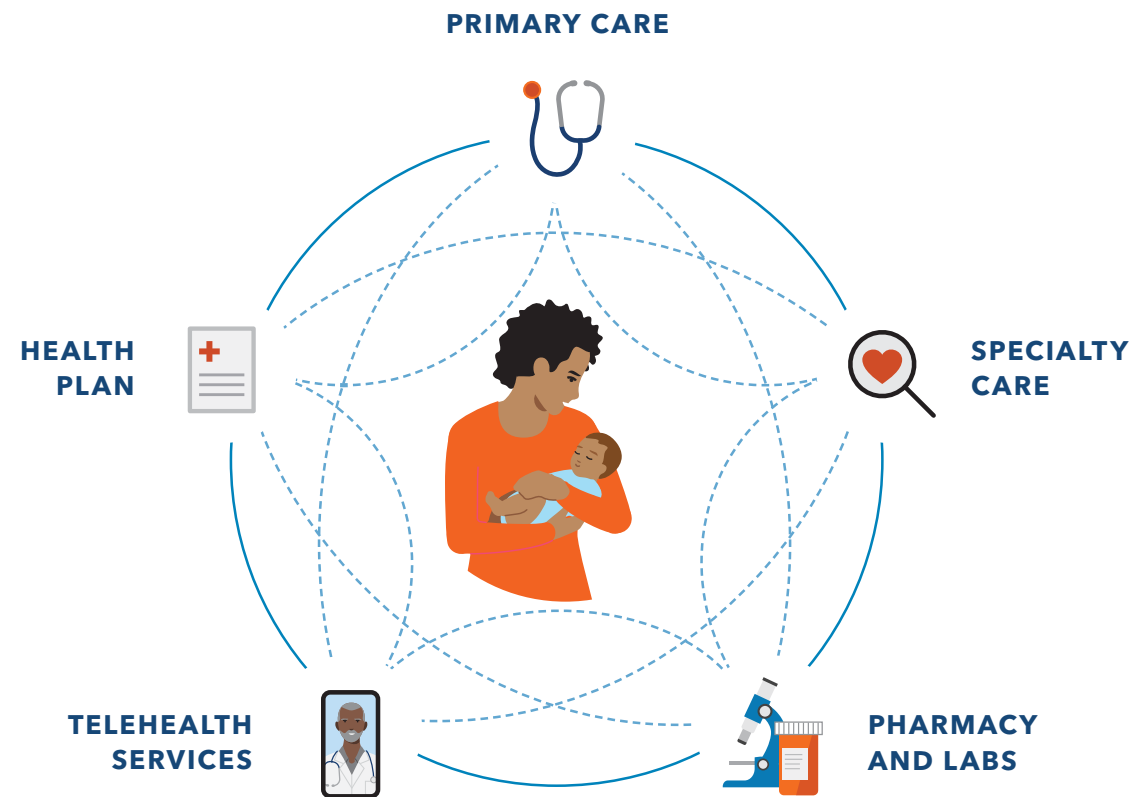 PRIMARY CARE
HEALTH
PLAN
SPECIALTY
CARE
TELEHEALTH
SERVICES
PHARMACY
AND LABS